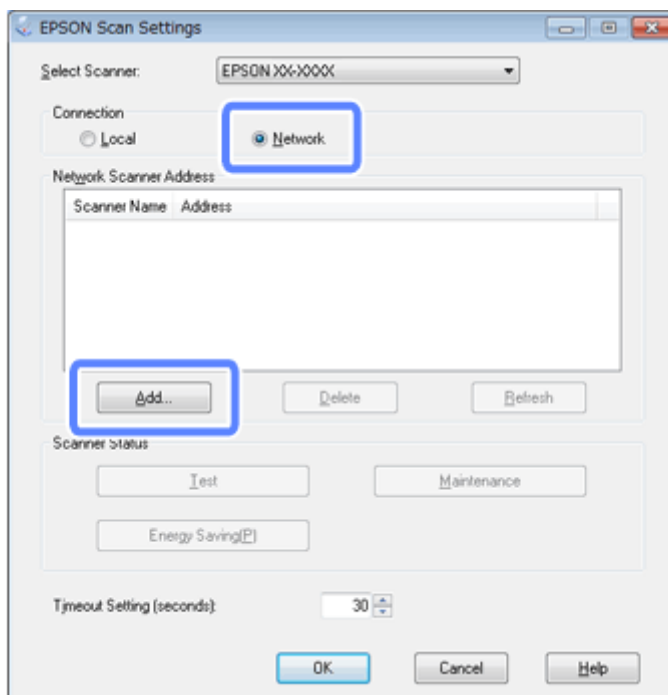 EPSON Scan Settings
Select Scanner: EPSON XX-XXXX
Connection
Local Network
Network Scanner Address
Scanner Name Address
Add... Delete Refresh
Scanner Status
Test Maintenance
Energy Saving(P)
Timeout Setting (seconds): 30
OK Cancel Help